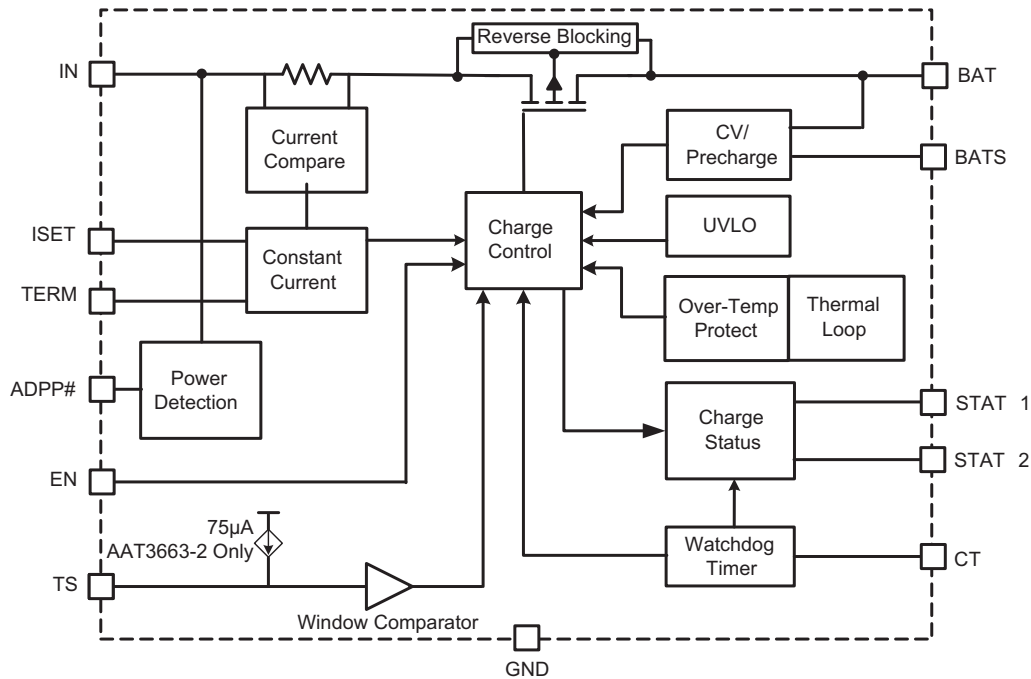 Reverse Blocking
IN
BAT
Current
Compare
CV/
Precharge
BATS
ISET
Constant
Current
Charge
Control
UVLO
TERM
Over-Temp
Protect
Thermal
Loop
ADPP#
Power
Detection
Charge
Status
STAT 1
STAT 2
EN
75µA
AAT3663-2 Only
TS
Window Comparator
Watchdog
Timer
CT
GND